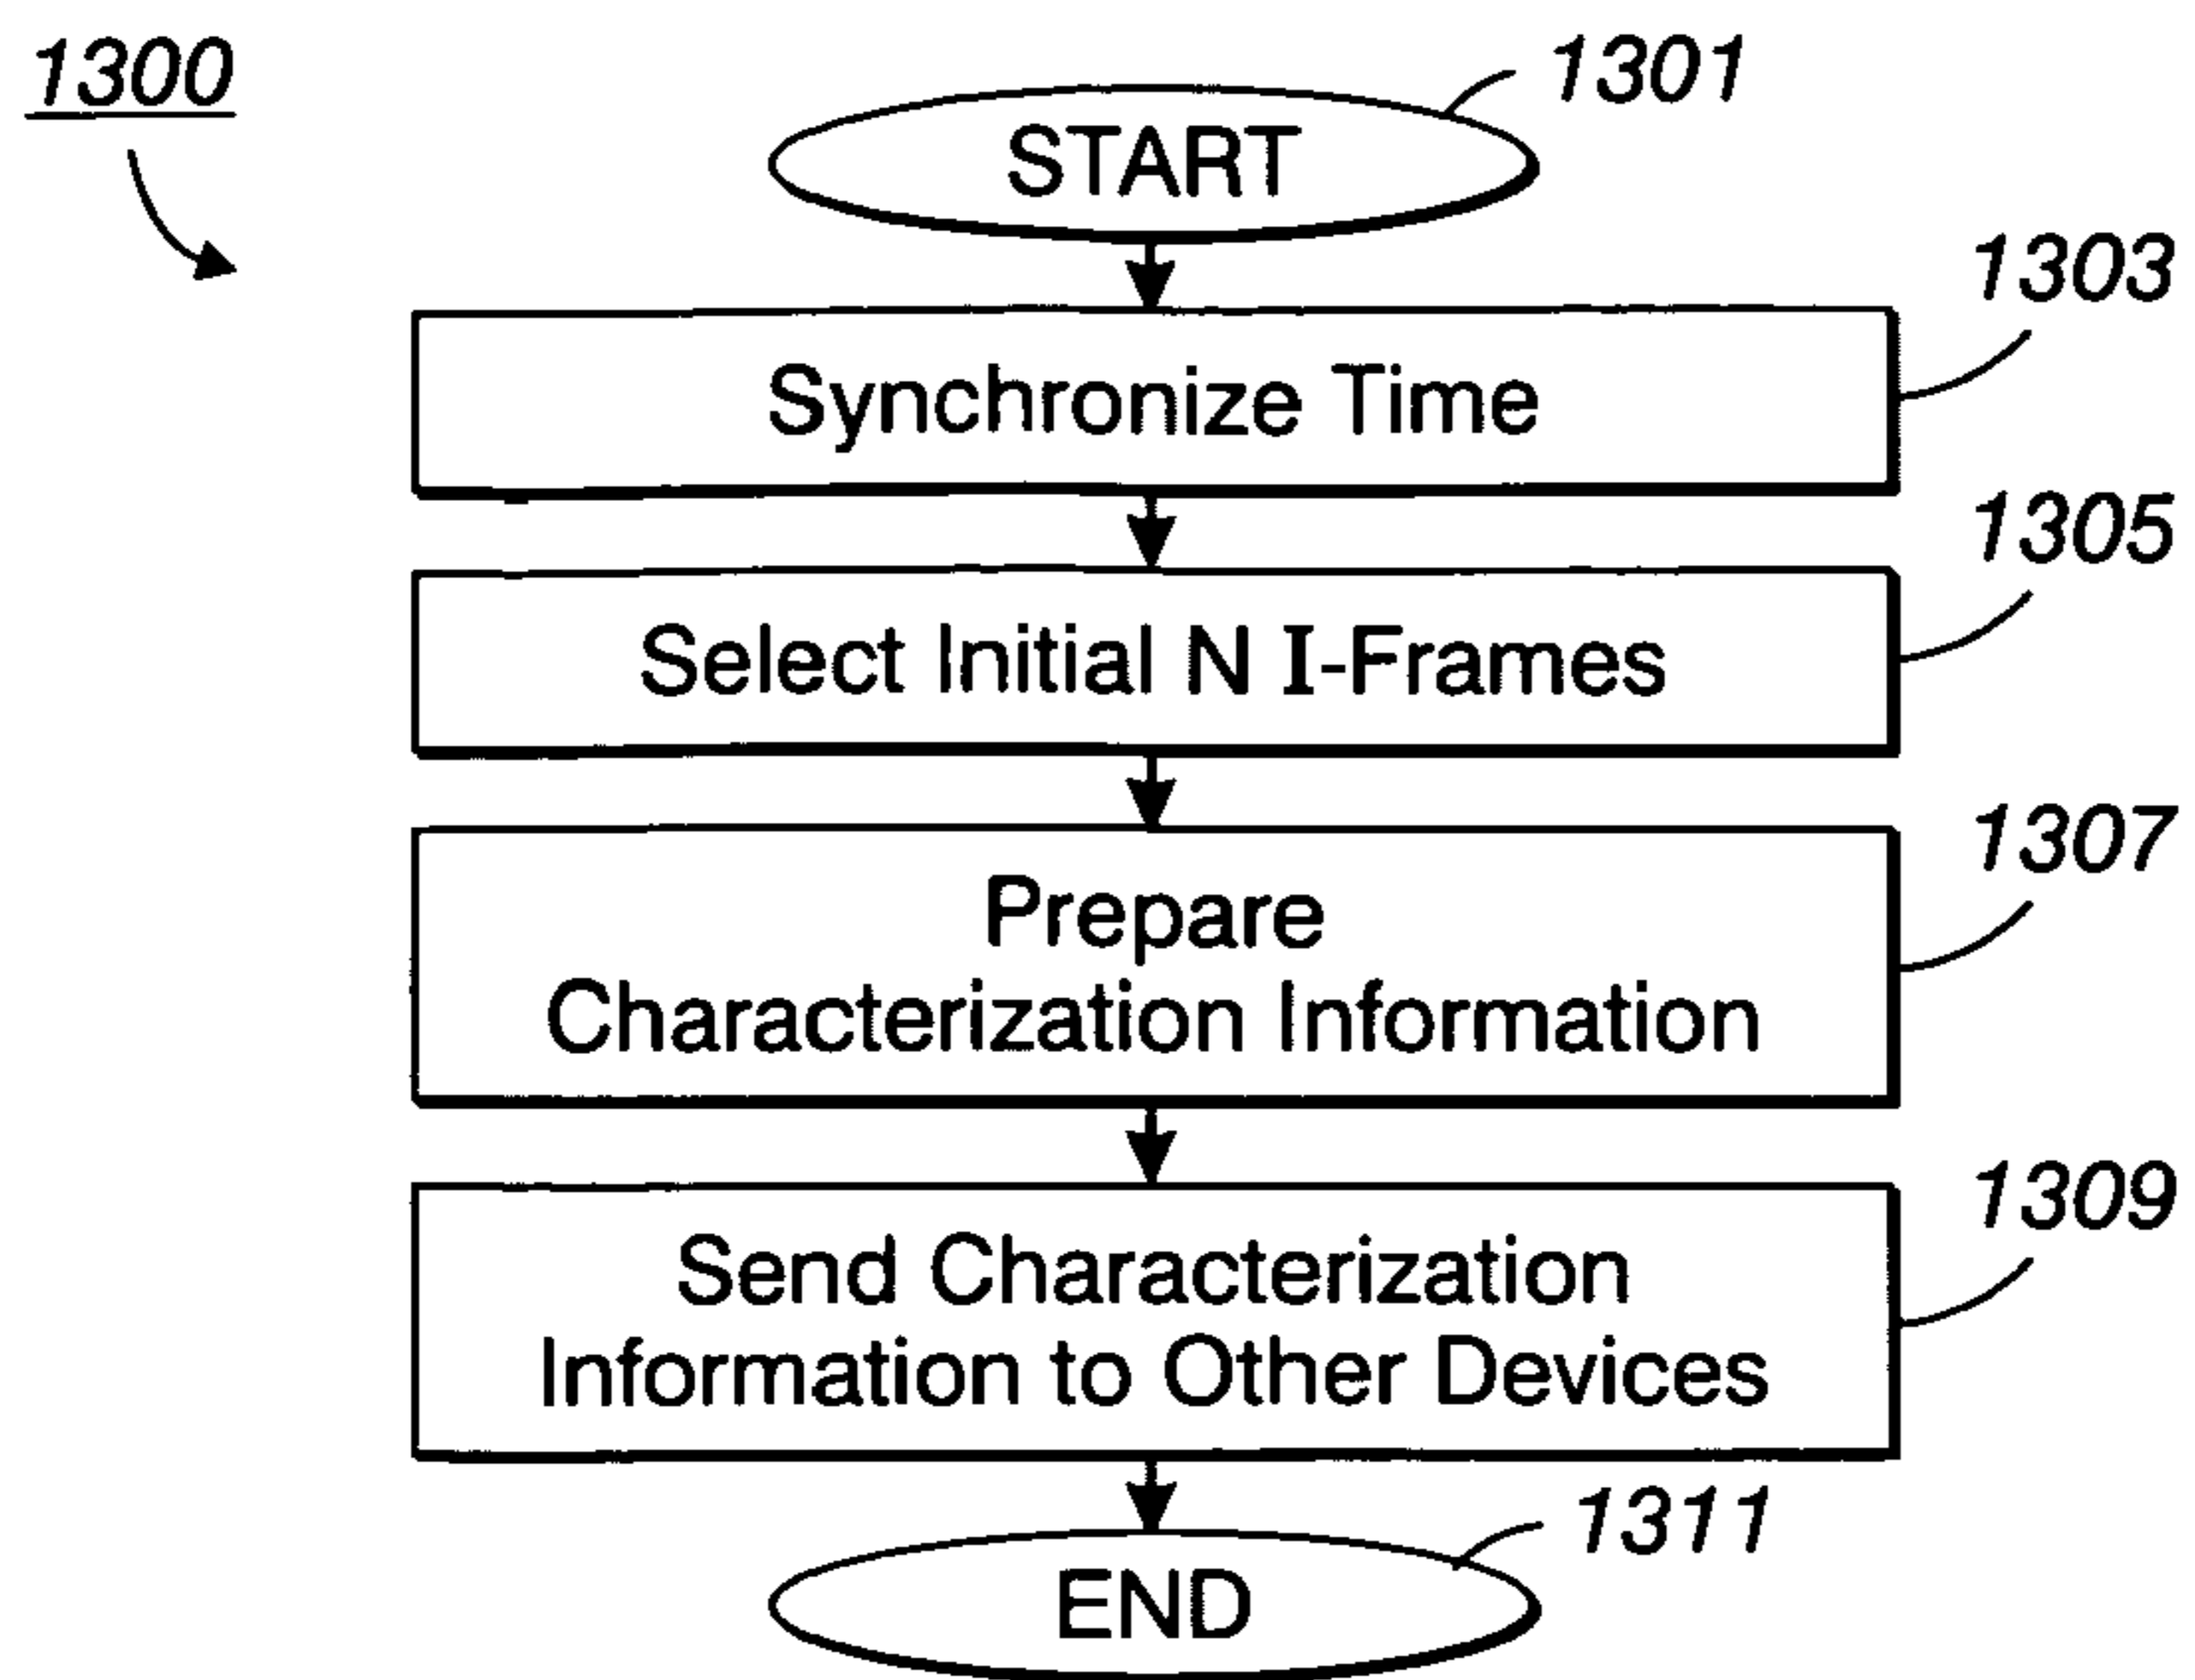 1300
1301
START
1303
Synchronize Time
1305
Select Initial N I-Frames
1307
Prepare
Characterization Information
1309
Send Characterization
Information to Other Devices
1311
END